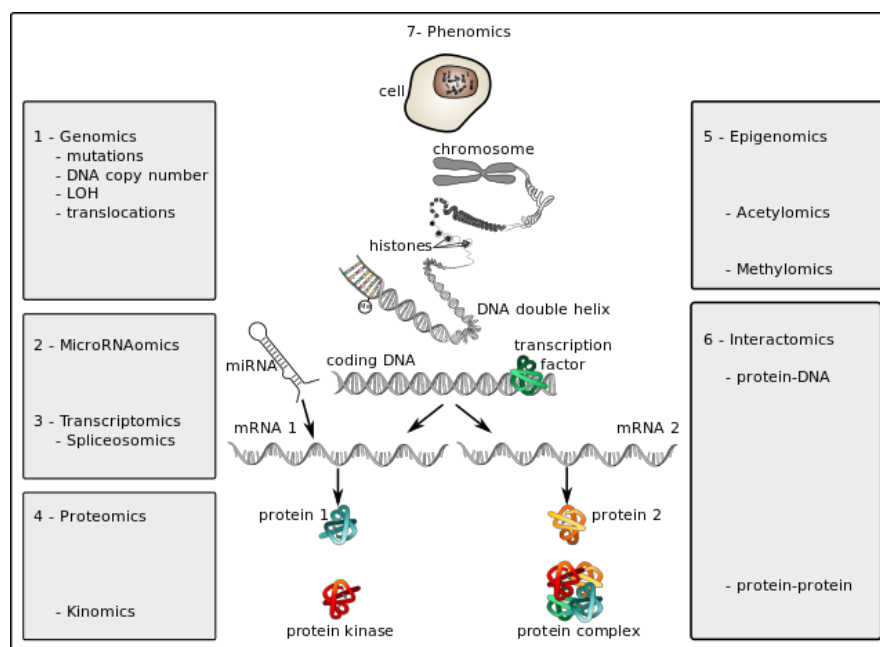 7- Phenomics
cell
1 - Genomics
- mutations
- DNA copy number
- LOH
- translocations
chromosome
histones
DNA double helix
5 - Epigenomics
- Acetylomics
- Methylomics
2 - MicroRNAomics
3 - Transcriptomics
- Spliceosomics
miRNA
coding DNA
transcription
factor
mRNA 1
mRNA 2
6 - Interactomics
- protein-DNA
- protein-protein
4 - Proteomics
- Kinomics
protein 1
protein 2
protein kinase
protein complex